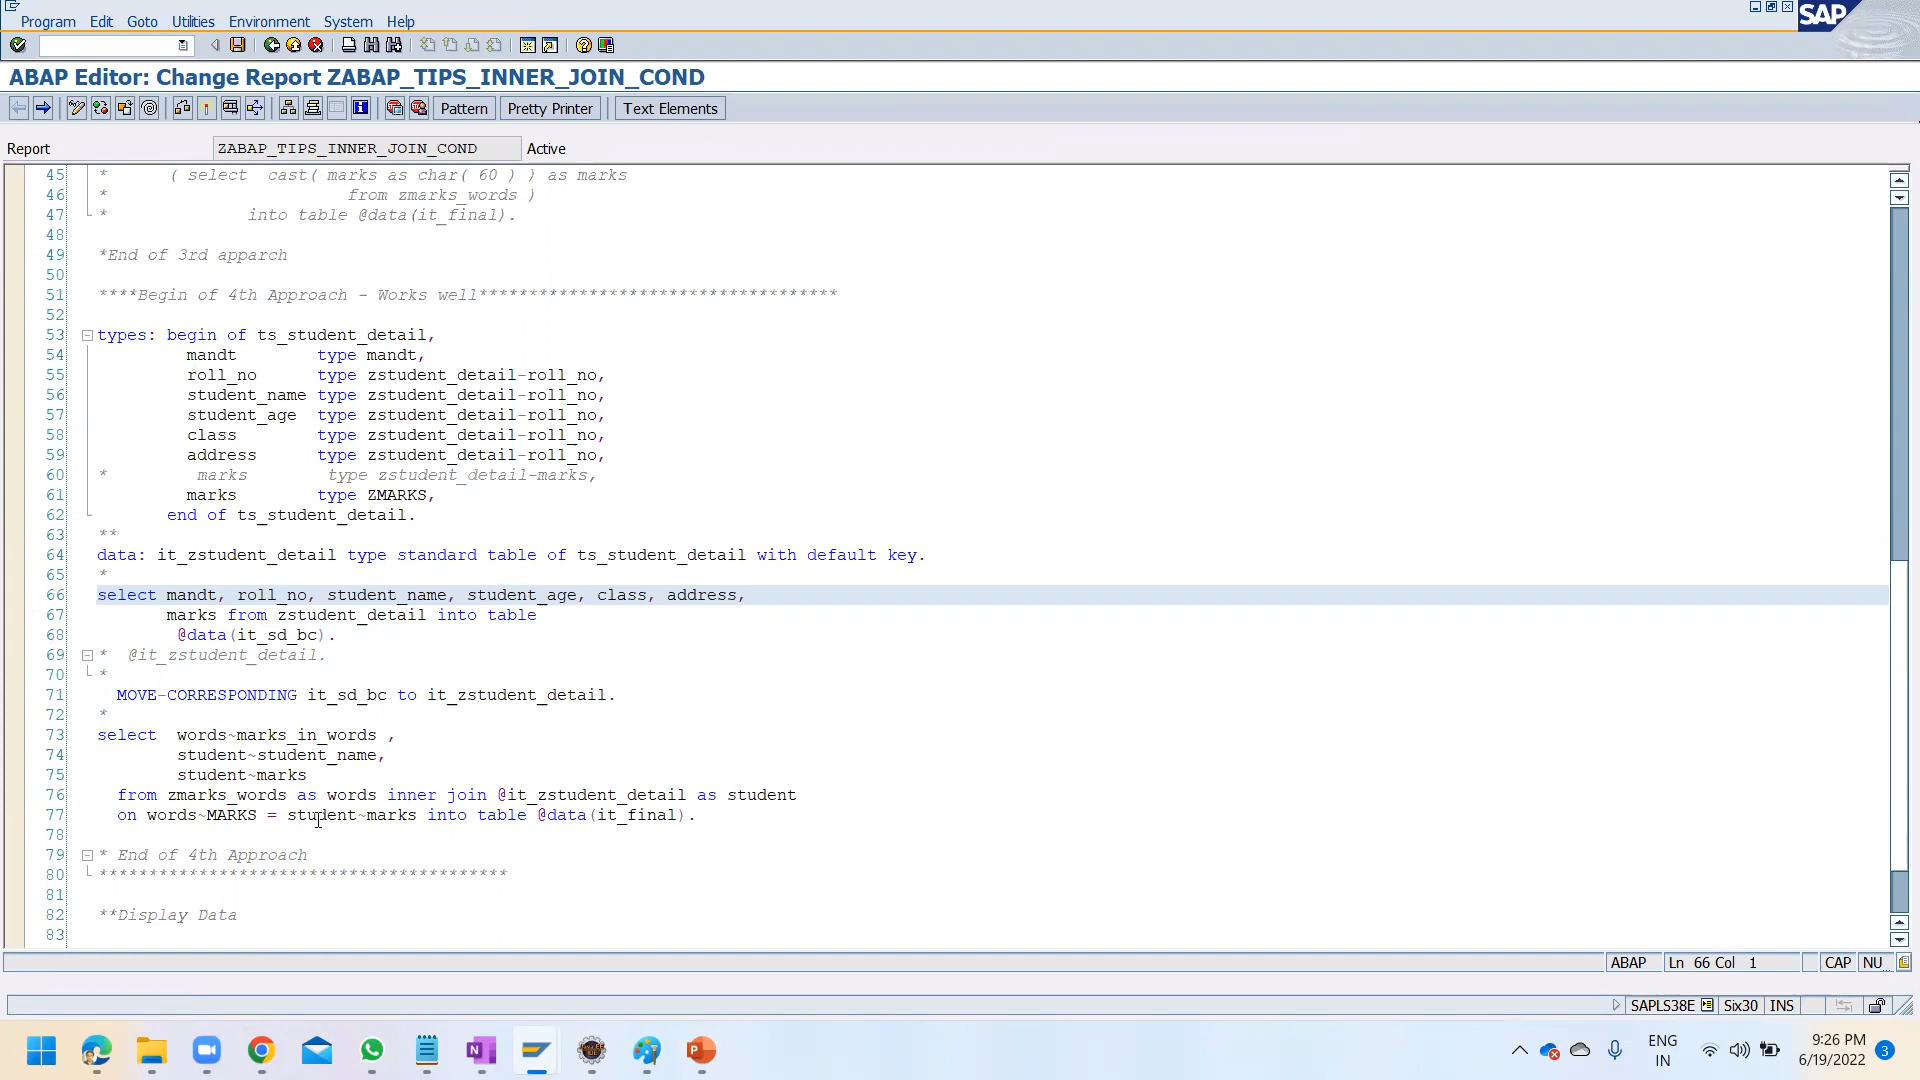 Program Edit Goto Utilities Environment System Help
SAP
ABAP Editor: Change Report ZABAP_TIPS_INNER_JOIN_COND
Pattern Pretty Printer Text Elements
Report ZABAP_TIPS_INNER_JOIN_COND Active
45 * ( select cast( marks as char( 60 ) ) as marks
46 * from zmarks_words )
47 * into table @data(it_final).
48
49 *End of 3rd apparch
50
51 ****Begin of 4th Approach - Works well************************************
52
53 types: begin of ts_student_detail,
54 mandt type mandt,
55 roll_no type zstudent_detail-roll_no,
56 student_name type zstudent_detail-roll_no,
57 student_age type zstudent_detail-roll_no,
58 class type zstudent_detail-roll_no,
59 address type zstudent_detail-roll_no,
60 * marks type zstudent_detail-marks,
61 marks type ZMARKS,
62 end of ts_student_detail.
63 **
64 data: it_zstudent_detail type standard table of ts_student_detail with default key.
65 *
66 select mandt, roll_no, student_name, student_age, class, address,
67 marks from zstudent_detail into table
68 @data(it_sd_bc).
69 * @it_zstudent_detail.
70 *
71 MOVE-CORRESPONDING it_sd_bc to it_zstudent_detail.
72 *
73 select words~marks_in_words ,
74 student~student_name,
75 student~marks
76 from zmarks_words as words inner join @it_zstudent_detail as student
77 on words~MARKS = student~marks into table @data(it_final).
78
79 * End of 4th Approach
80 *****************************************
81
82 **Display Data
83
ABAP Ln 66 Col 1 CAP NU...
SAPLS38E Six30 INS
ENG
IN
9:26 PM
6/19/2022
3